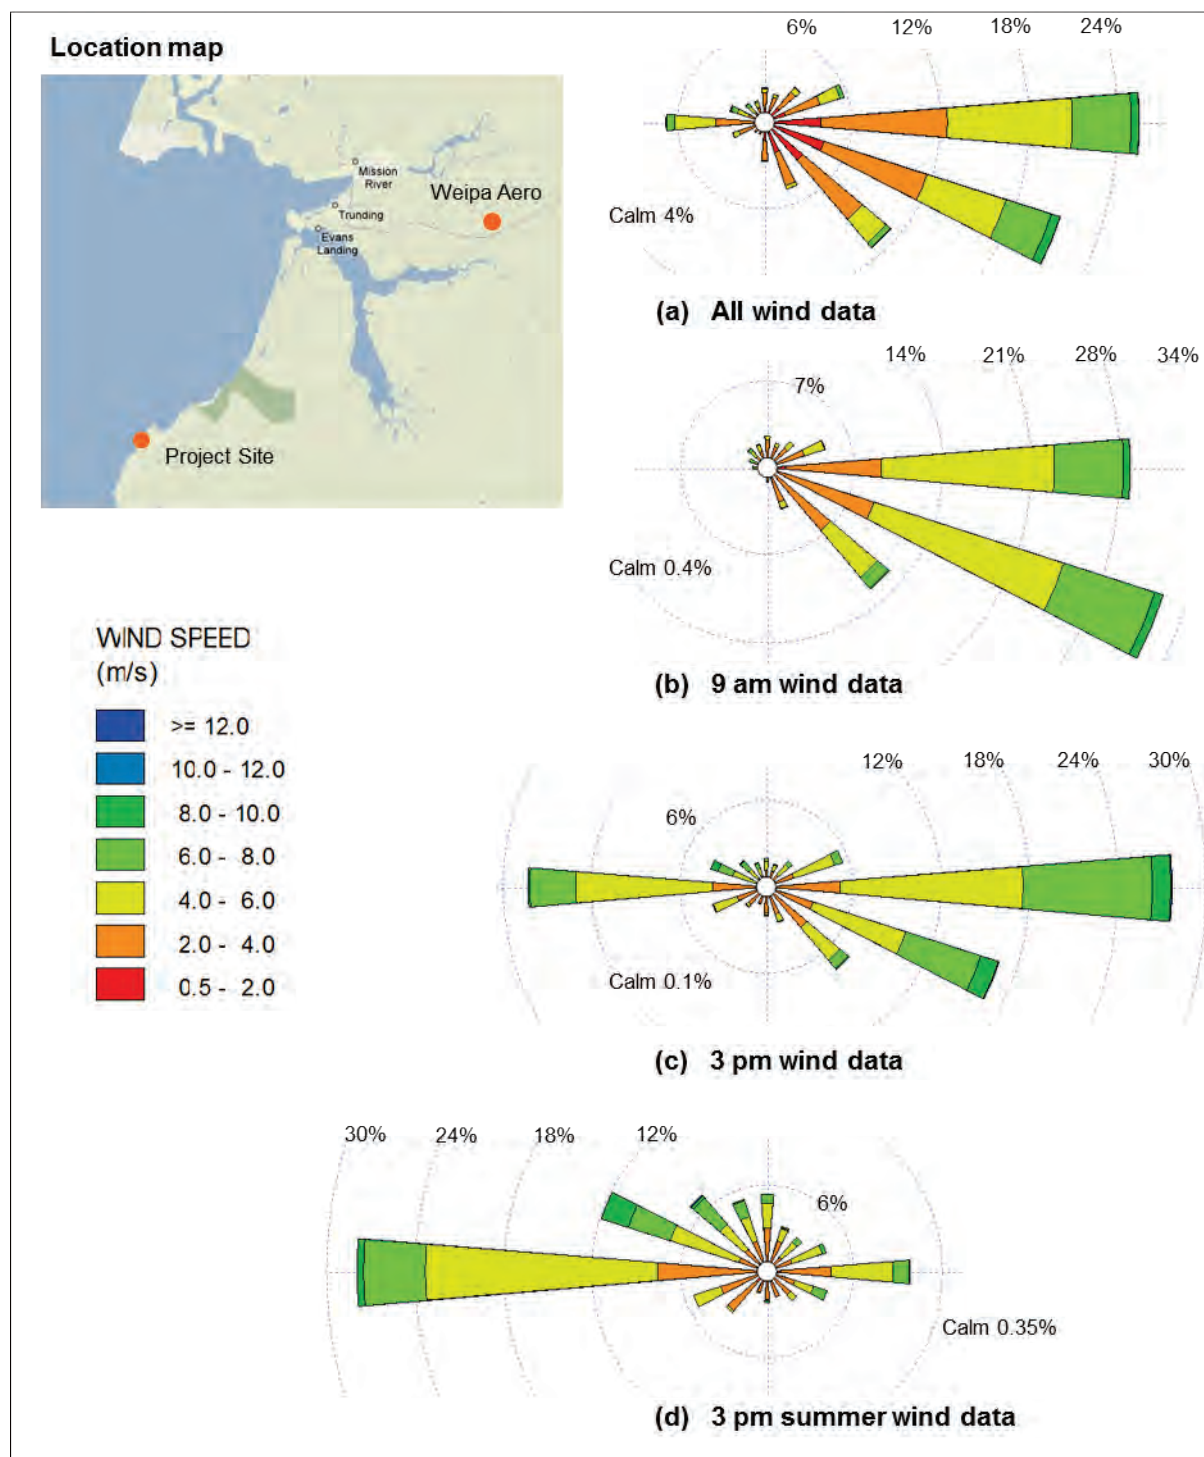 Location map
Mission
River
Weipa Aero
Trunding
Evans
Landing
Project Site
6%
12%
18%
24%
Calm 4%
(a) All wind data
7%
14%
21%
28%
34%
Calm 0.4%
(b) 9 am wind data
WIND SPEED
(m/s)
>= 12.0
10.0 - 12.0
8.0 - 10.0
6.0 - 8.0
4.0 - 6.0
2.0 - 4.0
0.5 - 2.0
6%
12%
18%
24%
30%
Calm 0.1%
(c) 3 pm wind data
30%
24%
18%
12%
6%
Calm 0.35%
(d) 3 pm summer wind data